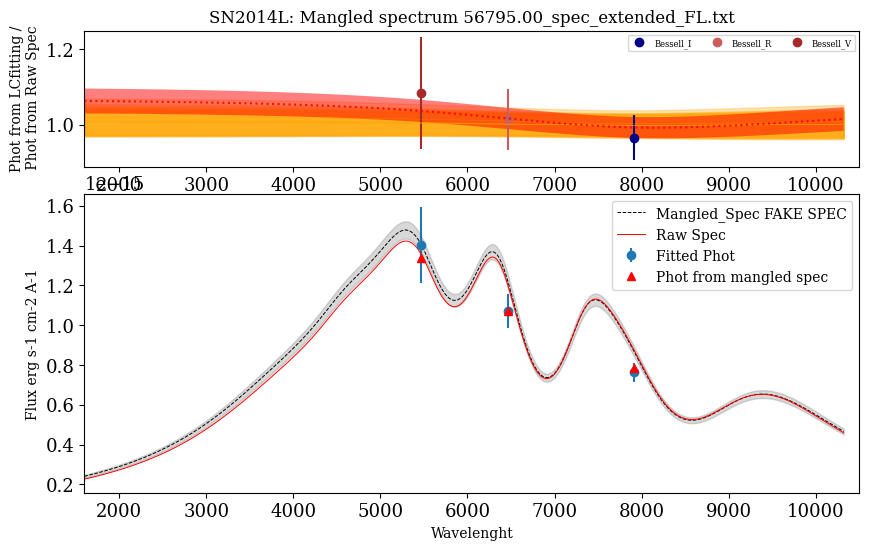 SN2014L: Mangled spectrum 56795.00_spec_extended_FL.txt
Phot from LCfitting /
Phot from Raw Spec
1.2
1.0
Bessell_I
Bessell_R
Bessell_V
2000 3000 4000 5000 6000 7000 8000 9000 10000
1e−15
Flux erg s-1 cm-2 A-1
1.6
1.4
1.2
1.0
0.8
0.6
0.4
0.2
Mangled_Spec FAKE SPEC
Raw Spec
Fitted Phot
Phot from mangled spec
2000 3000 4000 5000 6000 7000 8000 9000 10000
Wavelenght